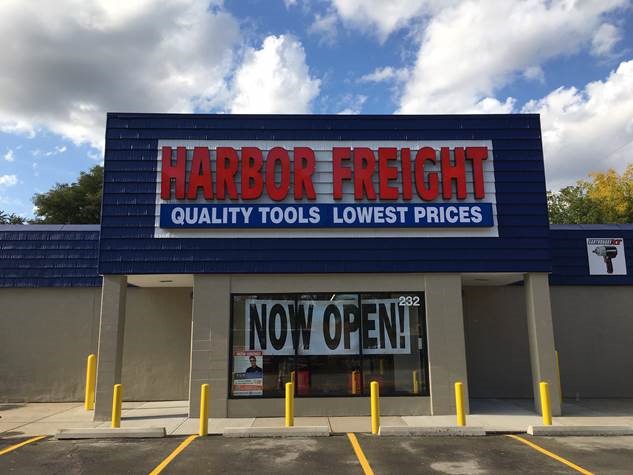 HARBOR FREIGHT
QUALITY TOOLS LOWEST PRICES
232
NOW OPEN!